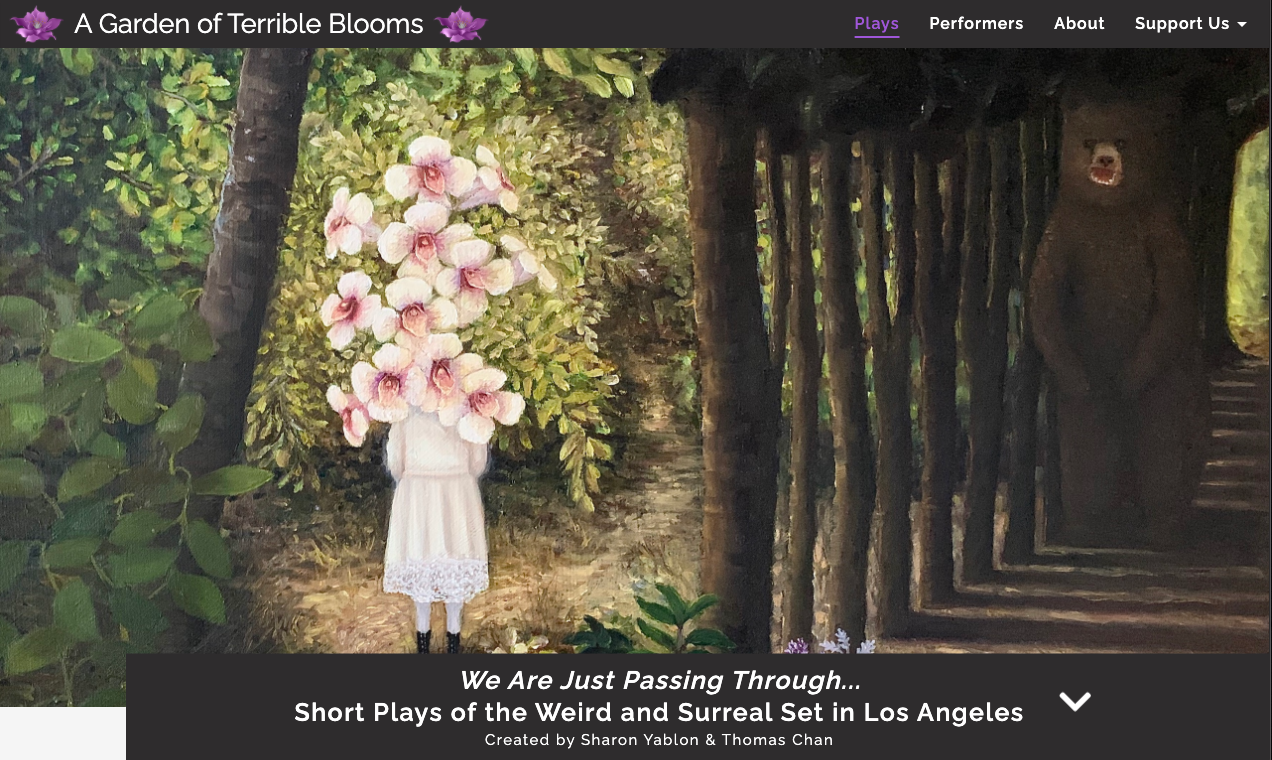 A Garden of Terrible Blooms
Plays Performers About Support Us
We Are Just Passing Through...
Short Plays of the Weird and Surreal Set in Los Angeles
Created by Sharon Yablon & Thomas Chan